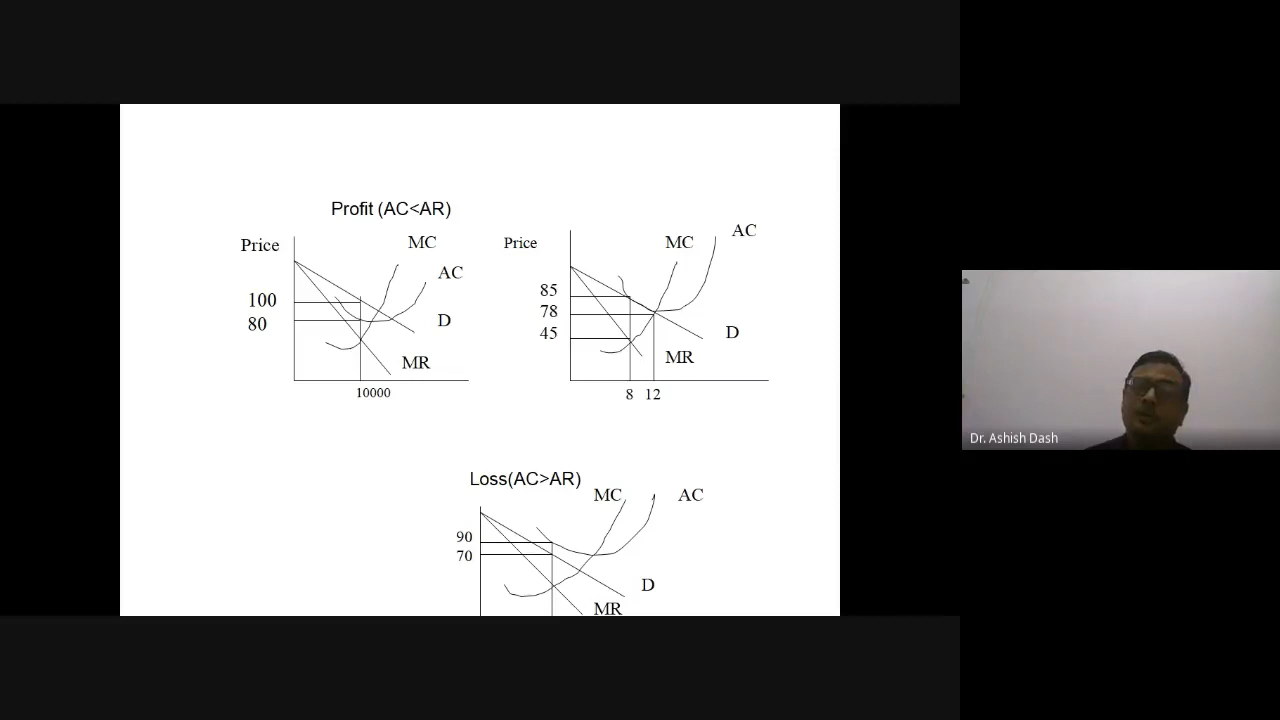 Profit (AC<AR)
Price
MC
AC
100
80
D
MR
10000
Price
MC
AC
85
78
45
D
MR
8 12
Loss(AC>AR)
MC
AC
90
70
D
MR
Dr. Ashish Dash